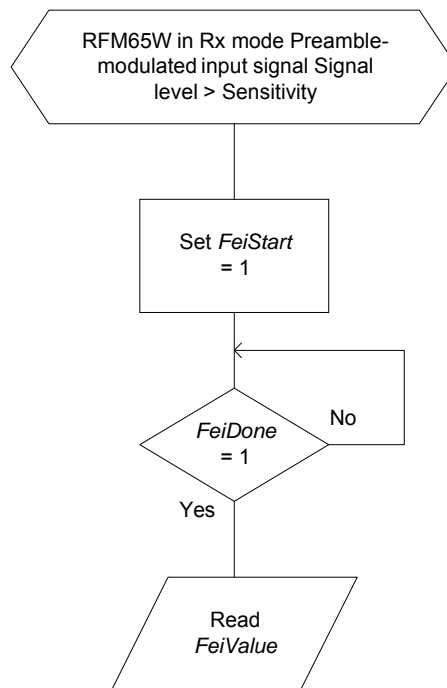 RFM65W in Rx mode Preamble-
modulated input signal Signal
level > Sensitivity
Set FeiStart
= 1
FeiDone
= 1
No
Yes
Read
FeiValue